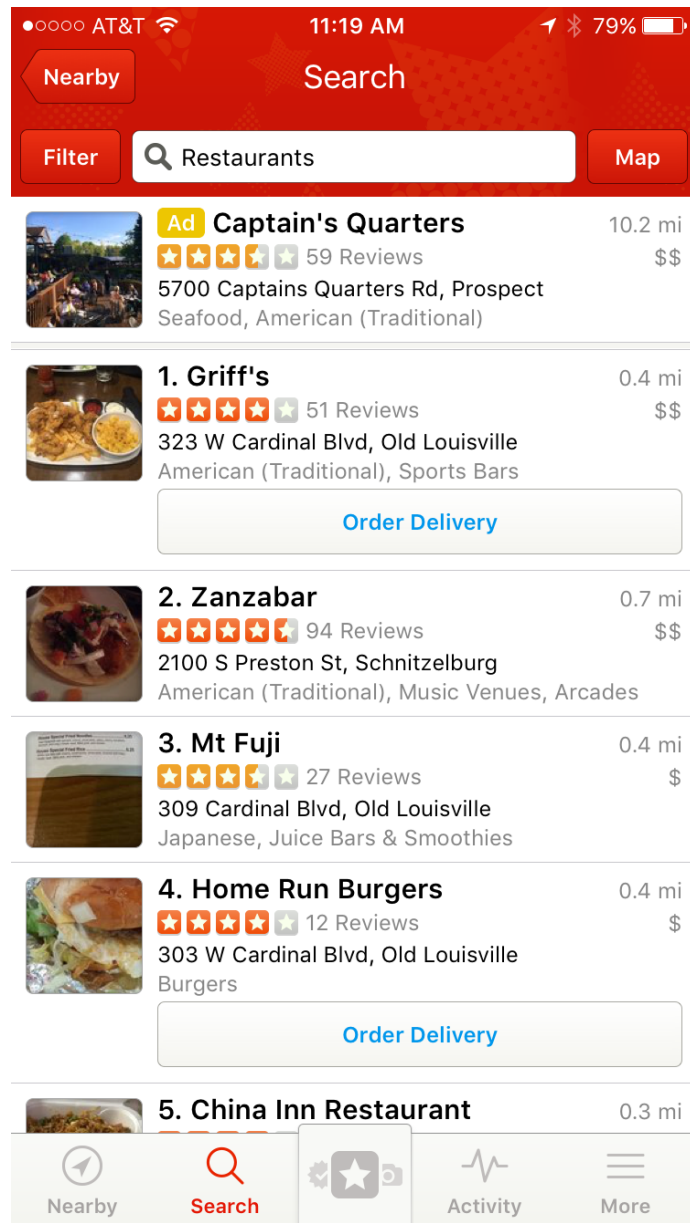 AT&T 11:19 AM 79%
Nearby Search
Filter Restaurants Map
Ad Captain's Quarters 10.2 mi
59 Reviews $$
5700 Captains Quarters Rd, Prospect
Seafood, American (Traditional)
1. Griff's 0.4 mi
51 Reviews $$
323 W Cardinal Blvd, Old Louisville
American (Traditional), Sports Bars
Order Delivery
2. Zanzabar 0.7 mi
94 Reviews $$
2100 S Preston St, Schnitzelburg
American (Traditional), Music Venues, Arcades
3. Mt Fuji 0.4 mi
27 Reviews $
309 Cardinal Blvd, Old Louisville
Japanese, Juice Bars & Smoothies
4. Home Run Burgers 0.4 mi
12 Reviews $
303 W Cardinal Blvd, Old Louisville
Burgers
Order Delivery
5. China Inn Restaurant 0.3 mi
Nearby Search Activity More